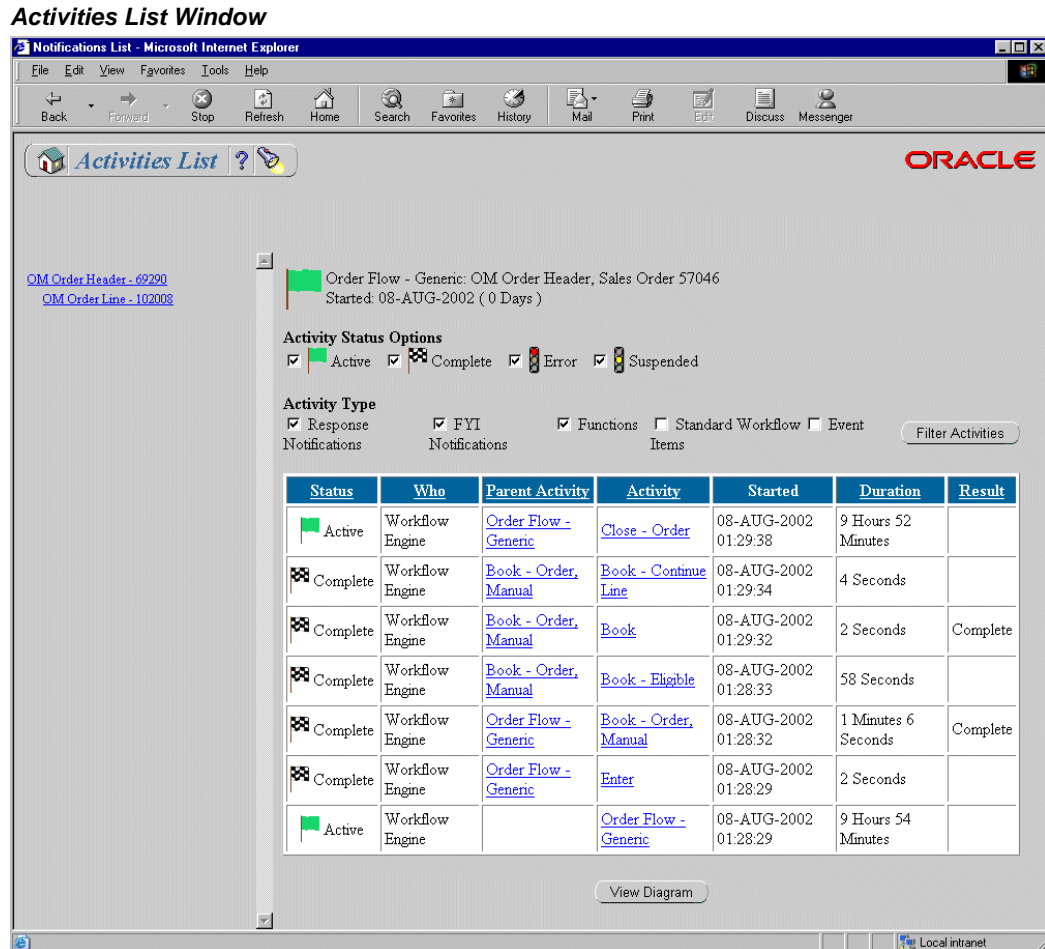 Activities List Window
Notifications List - Microsoft Internet Explorer
File Edit View Favorites Tools Help
Back Forward Stop Refresh Home Search Favorites History Mail Print Edit Discuss Messenger
Activities List ?
ORACLE
OM Order Header - 69290
OM Order Line - 102008
Order Flow - Generic: OM Order Header, Sales Order 57046
Started: 08-AUG-2002 ( 0 Days )
Activity Status Options
Active Complete Error Suspended
Activity Type
Response Notifications FYI Notifications Functions Standard Workflow Items Event
Filter Activities
Status Who Parent Activity Activity Started Duration Result
Active Workflow Engine Order Flow - Generic Close - Order 08-AUG-2002 01:29:38 9 Hours 52 Minutes
Complete Workflow Engine Book - Order, Manual Book - Continue Line 08-AUG-2002 01:29:34 4 Seconds
Complete Workflow Engine Book - Order, Manual Book 08-AUG-2002 01:29:32 2 Seconds Complete
Complete Workflow Engine Book - Order, Manual Book - Eligible 08-AUG-2002 01:28:33 58 Seconds
Complete Workflow Engine Order Flow - Generic Book - Order, Manual 08-AUG-2002 01:28:32 1 Minutes 6 Seconds Complete
Complete Workflow Engine Order Flow - Generic Enter 08-AUG-2002 01:28:29 2 Seconds
Active Workflow Engine Order Flow - Generic 08-AUG-2002 01:28:29 9 Hours 54 Minutes
View Diagram
Local intranet